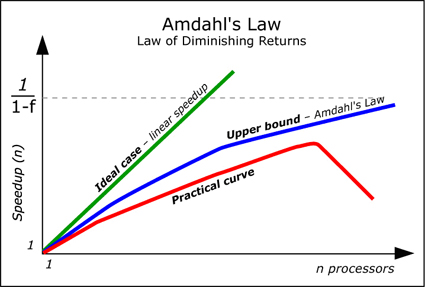 Amdahl's Law
Law of Diminishing Returns
1
1-f
Speedup (n)
Ideal case – linear speedup
Upper bound – Amdahl's Law
Practical curve
1
1
n processors